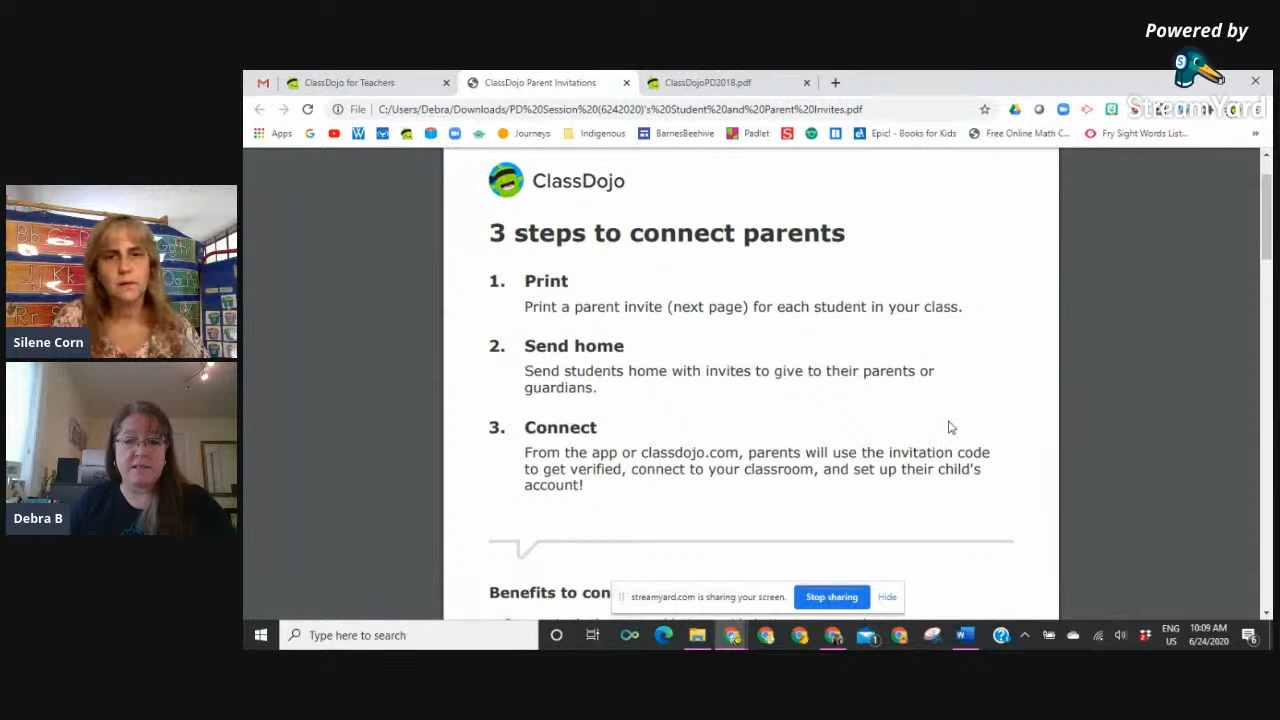 Powered by
StreamYard
ClassDojo for Teachers
ClassDojo Parent Invitations
ClassDojoPD2018.pdf
File
C:/Users/Debra/Downloads/PD%20Session%20(6242020)'s%20Student%20and%20Parent%20Invites.pdf
Apps
Journeys
Indigenous
BarnesBeehive
Padlet
Epic! - Books for Kids
Free Online Math C...
Fry Sight Words List...
ClassDojo
3 steps to connect parents
1. Print
Print a parent invite (next page) for each student in your class.
2. Send home
Send students home with invites to give to their parents or
guardians.
3. Connect
From the app or classdojo.com, parents will use the invitation code
to get verified, connect to your classroom, and set up their child's
account!
Benefits to con
streamyard.com is sharing your screen.
Stop sharing
Hide
Silene Corn
Debra B
Type here to search
ENG
US
10:09 AM
6/24/2020